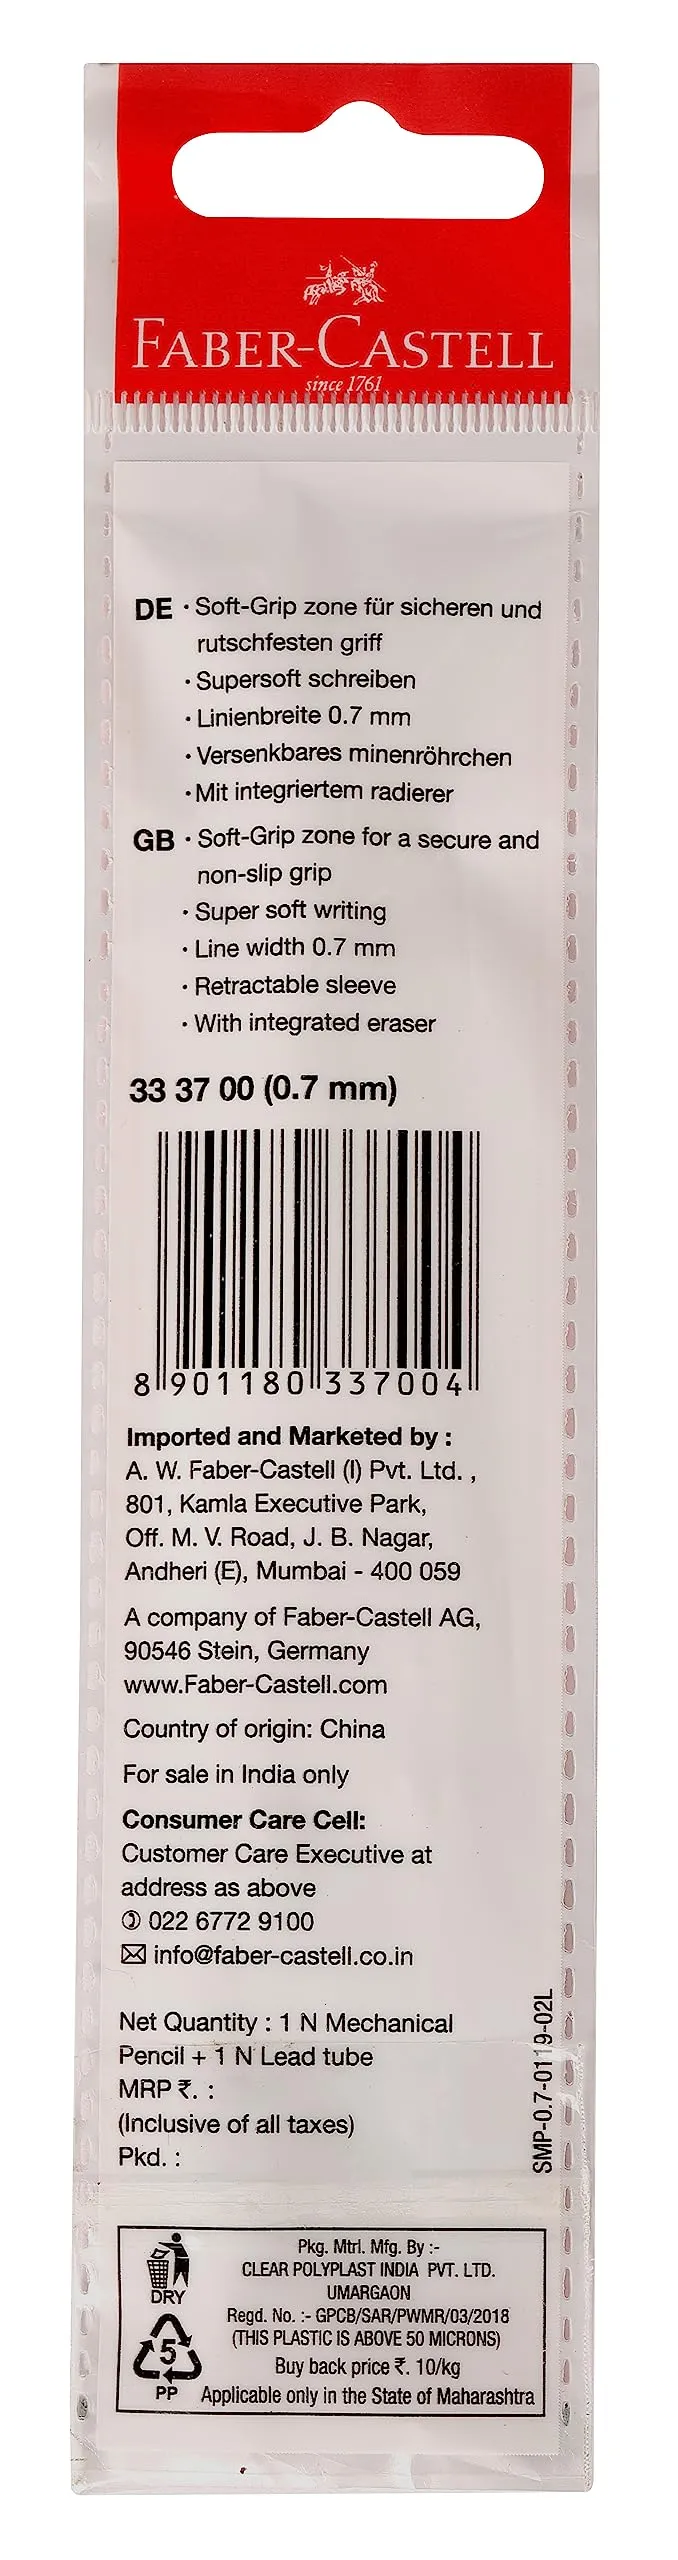 FABER-CASTELL
since 1761
DE · Soft-Grip zone für sicheren und
rutschfesten griff
· Supersoft schreiben
· Linienbreite 0.7 mm
· Versenkbares minenröhrchen
· Mit integriertem radierer
GB · Soft-Grip zone for a secure and
non-slip grip
· Super soft writing
· Line width 0.7 mm
· Retractable sleeve
· With integrated eraser
33 37 00 (0.7 mm)
8 901180 337004
Imported and Marketed by :
A. W. Faber-Castell (I) Pvt. Ltd. ,
801, Kamla Executive Park,
Off. M. V. Road, J. B. Nagar,
Andheri (E), Mumbai - 400 059
A company of Faber-Castell AG,
90546 Stein, Germany
www.Faber-Castell.com
Country of origin: China
For sale in India only
Consumer Care Cell:
Customer Care Executive at
address as above
022 6772 9100
info@faber-castell.co.in
Net Quantity : 1 N Mechanical
Pencil + 1 N Lead tube
MRP ₹. :
(Inclusive of all taxes)
Pkd. :
SMP-0.7-0119-02L
DRY
5
PP
Pkg. Mtrl. Mfg. By :-
CLEAR POLYPLAST INDIA PVT. LTD.
UMARGAON
Regd. No. :- GPCB/SAR/PWMR/03/2018
(THIS PLASTIC IS ABOVE 50 MICRONS)
Buy back price ₹. 10/kg
Applicable only in the State of Maharashtra